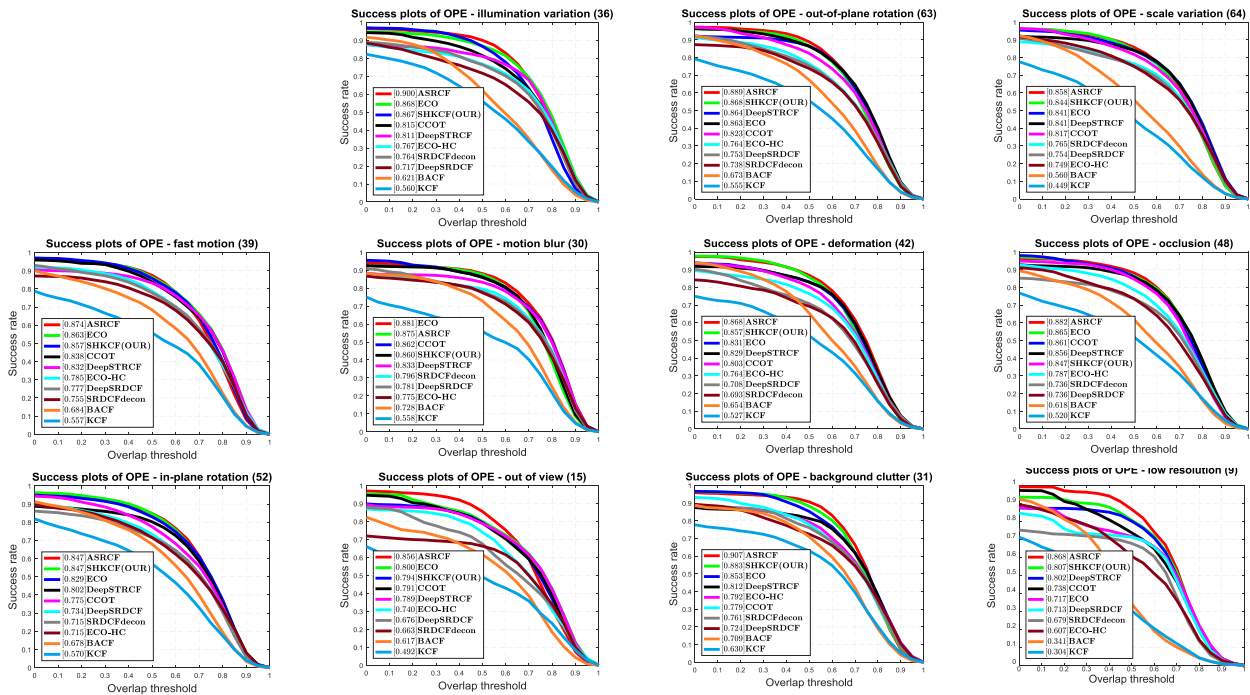 Success plots of OPE - illumination variation (36)
Success rate
[0.900]ASRCF
[0.868]ECO
[0.867]SHKCF(OUR)
[0.815]CCOT
[0.811]DeepSTRCF
[0.767]ECO-HC
[0.764]SRDCFdecon
[0.717]DeepSRDCF
[0.621]BACF
[0.560]KCF
Overlap threshold
Success plots of OPE - out-of-plane rotation (63)
Success rate
[0.889]ASRCF
[0.868]SHKCF(OUR)
[0.864]DeepSTRCF
[0.863]ECO
[0.823]CCOT
[0.764]ECO-HC
[0.753]DeepSRDCF
[0.738]SRDCFdecon
[0.673]BACF
[0.555]KCF
Overlap threshold
Success plots of OPE - scale variation (64)
Success rate
[0.858]ASRCF
[0.844]SHKCF(OUR)
[0.841]ECO
[0.841]DeepSTRCF
[0.817]CCOT
[0.765]SRDCFdecon
[0.754]DeepSRDCF
[0.749]ECO-HC
[0.560]BACF
[0.449]KCF
Overlap threshold
Success plots of OPE - fast motion (39)
Success rate
[0.874]ASRCF
[0.863]ECO
[0.857]SHKCF(OUR)
[0.838]CCOT
[0.832]DeepSTRCF
[0.785]ECO-HC
[0.777]DeepSRDCF
[0.755]SRDCFdecon
[0.684]BACF
[0.557]KCF
Overlap threshold
Success plots of OPE - motion blur (30)
Success rate
[0.881]ECO
[0.875]ASRCF
[0.862]CCOT
[0.860]SHKCF(OUR)
[0.833]DeepSTRCF
[0.796]SRDCFdecon
[0.781]DeepSRDCF
[0.775]ECO-HC
[0.728]BACF
[0.558]KCF
Overlap threshold
Success plots of OPE - deformation (42)
Success rate
[0.868]ASRCF
[0.857]SHKCF(OUR)
[0.831]ECO
[0.829]DeepSTRCF
[0.803]CCOT
[0.764]ECO-HC
[0.708]DeepSRDCF
[0.693]SRDCFdecon
[0.654]BACF
[0.527]KCF
Overlap threshold
Success plots of OPE - occlusion (48)
Success rate
[0.882]ASRCF
[0.865]ECO
[0.861]CCOT
[0.856]DeepSTRCF
[0.847]SHKCF(OUR)
[0.787]ECO-HC
[0.736]SRDCFdecon
[0.736]DeepSRDCF
[0.618]BACF
[0.520]KCF
Overlap threshold
Success plots of OPE - in-plane rotation (52)
Success rate
[0.847]ASRCF
[0.847]SHKCF(OUR)
[0.829]ECO
[0.802]DeepSTRCF
[0.775]CCOT
[0.734]DeepSRDCF
[0.715]SRDCFdecon
[0.715]ECO-HC
[0.678]BACF
[0.570]KCF
Overlap threshold
Success plots of OPE - out of view (15)
Success rate
[0.856]ASRCF
[0.800]ECO
[0.794]SHKCF(OUR)
[0.791]CCOT
[0.789]DeepSTRCF
[0.740]ECO-HC
[0.676]DeepSRDCF
[0.663]SRDCFdecon
[0.617]BACF
[0.492]KCF
Overlap threshold
Success plots of OPE - background clutter (31)
Success rate
[0.907]ASRCF
[0.883]SHKCF(OUR)
[0.853]ECO
[0.812]DeepSTRCF
[0.792]ECO-HC
[0.779]CCOT
[0.761]SRDCFdecon
[0.724]DeepSRDCF
[0.709]BACF
[0.630]KCF
Overlap threshold
Success plots of OPE - low resolution (9)
Success rate
[0.868]ASRCF
[0.807]SHKCF(OUR)
[0.802]DeepSTRCF
[0.738]CCOT
[0.717]ECO
[0.713]DeepSRDCF
[0.679]SRDCFdecon
[0.607]ECO-HC
[0.341]BACF
[0.304]KCF
Overlap threshold